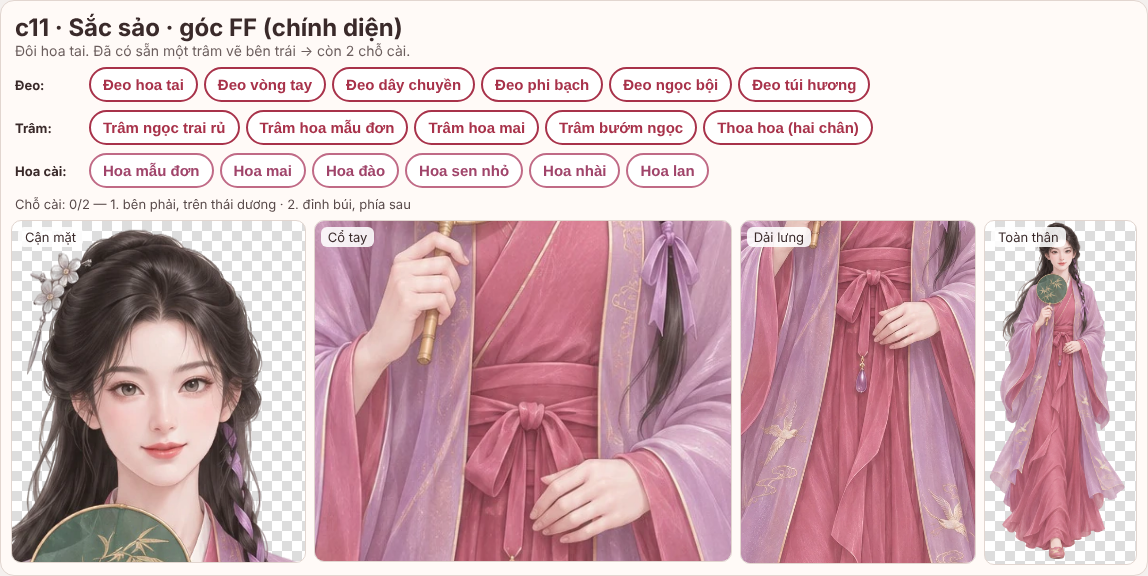 c11 · Sắc sảo · góc FF (chính diện)
Đôi hoa tai. Đã có sẵn một trâm vẽ bên trái → còn 2 chỗ cài.
Đeo: Đeo hoa tai Đeo vòng tay Đeo dây chuyền Đeo phi bạch Đeo ngọc bội Đeo túi hương
Trâm: Trâm ngọc trai rủ Trâm hoa mẫu đơn Trâm hoa mai Trâm bướm ngọc Thoa hoa (hai chân)
Hoa cài: Hoa mẫu đơn Hoa mai Hoa đào Hoa sen nhỏ Hoa nhài Hoa lan
Chỗ cài: 0/2 — 1. bên phải, trên thái dương · 2. đỉnh búi, phía sau
Cận mặt Cổ tay Dải lưng Toàn thân